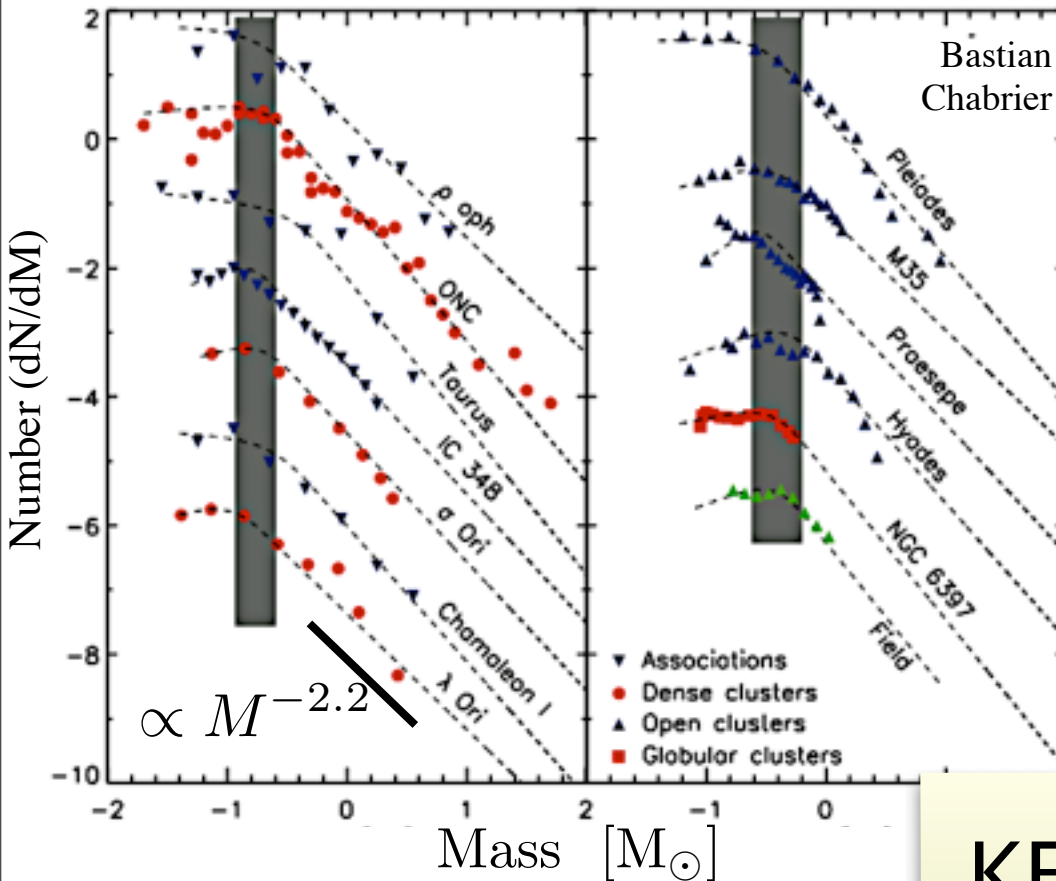 2
0
−2
−4
−6
−8
−10
Number (dN/dM)
ρ oph
ONC
Taurus
IC 348
σ Ori
Chamaleon I
λ Ori
∝ M^{-2.2}
Bastian
Chabrier
Pleiades
M35
Praesepe
Hyades
NGC 6397
Field
Associations
Dense clusters
Open clusters
Globular clusters
−2 −1 0 1 2 −1 0
Mass [M⊙]